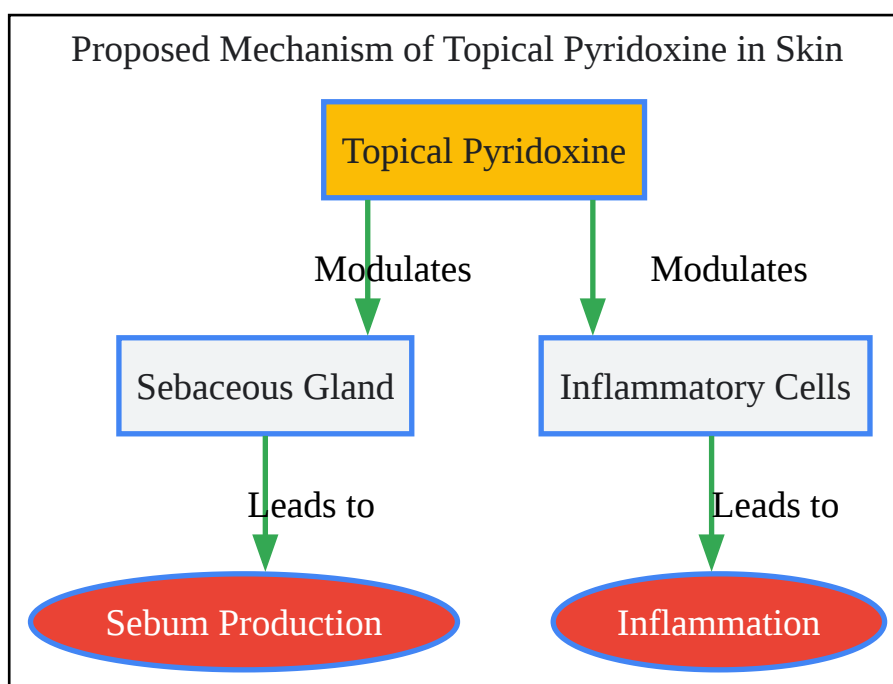 Proposed Mechanism of Topical Pyridoxine in Skin
Topical Pyridoxine
Modulates
Modulates
Sebaceous Gland
Inflammatory Cells
Leads to
Leads to
Sebum Production
Inflammation